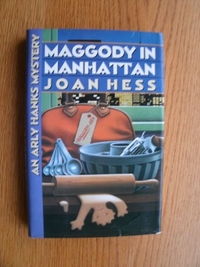 MAGGODY IN
MANHATTAN
JOAN HESS
AN ARLY HANKS MYSTERY